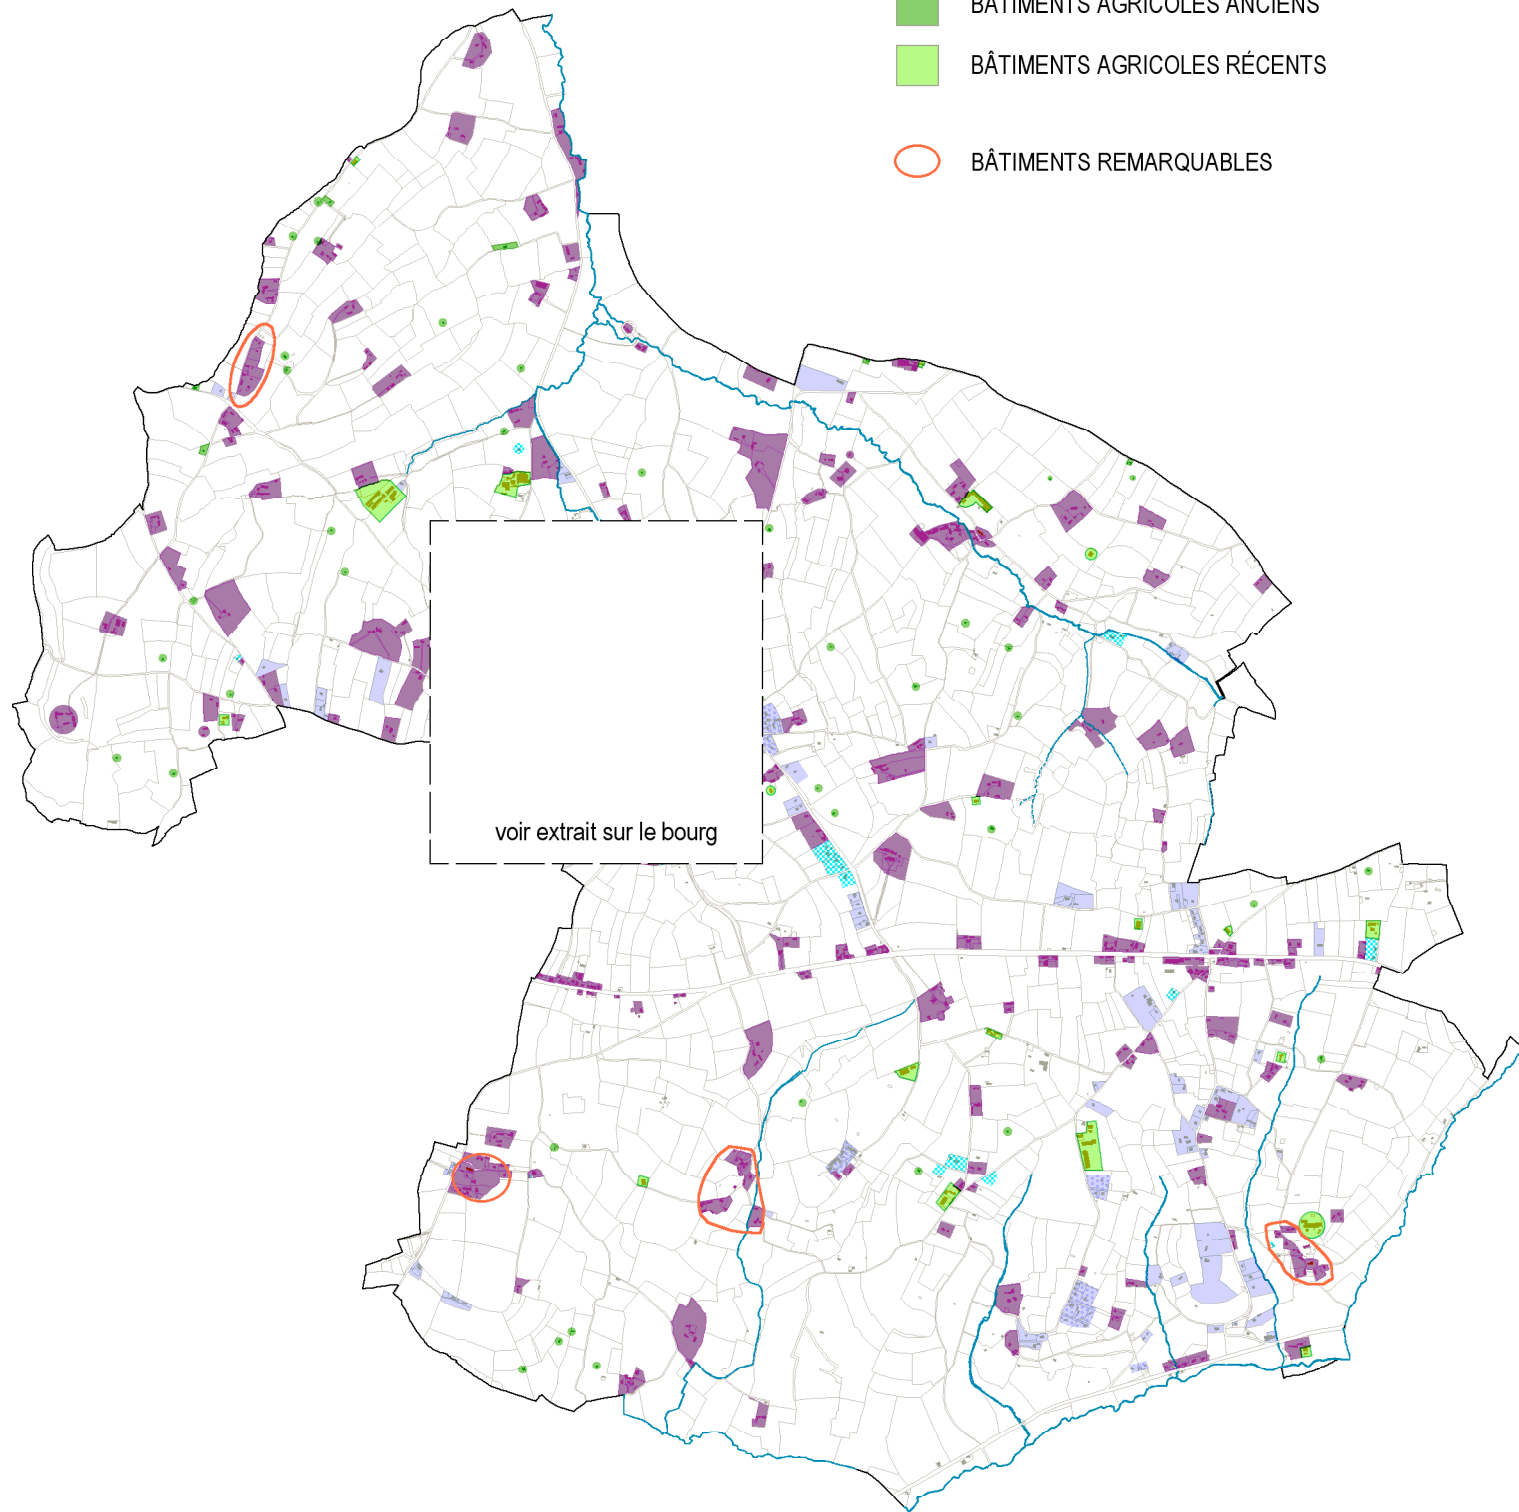 BÂTIMENTS AGRICOLES ANCIENS
BÂTIMENTS AGRICOLES RÉCENTS
BÂTIMENTS REMARQUABLES
voir extrait sur le bourg